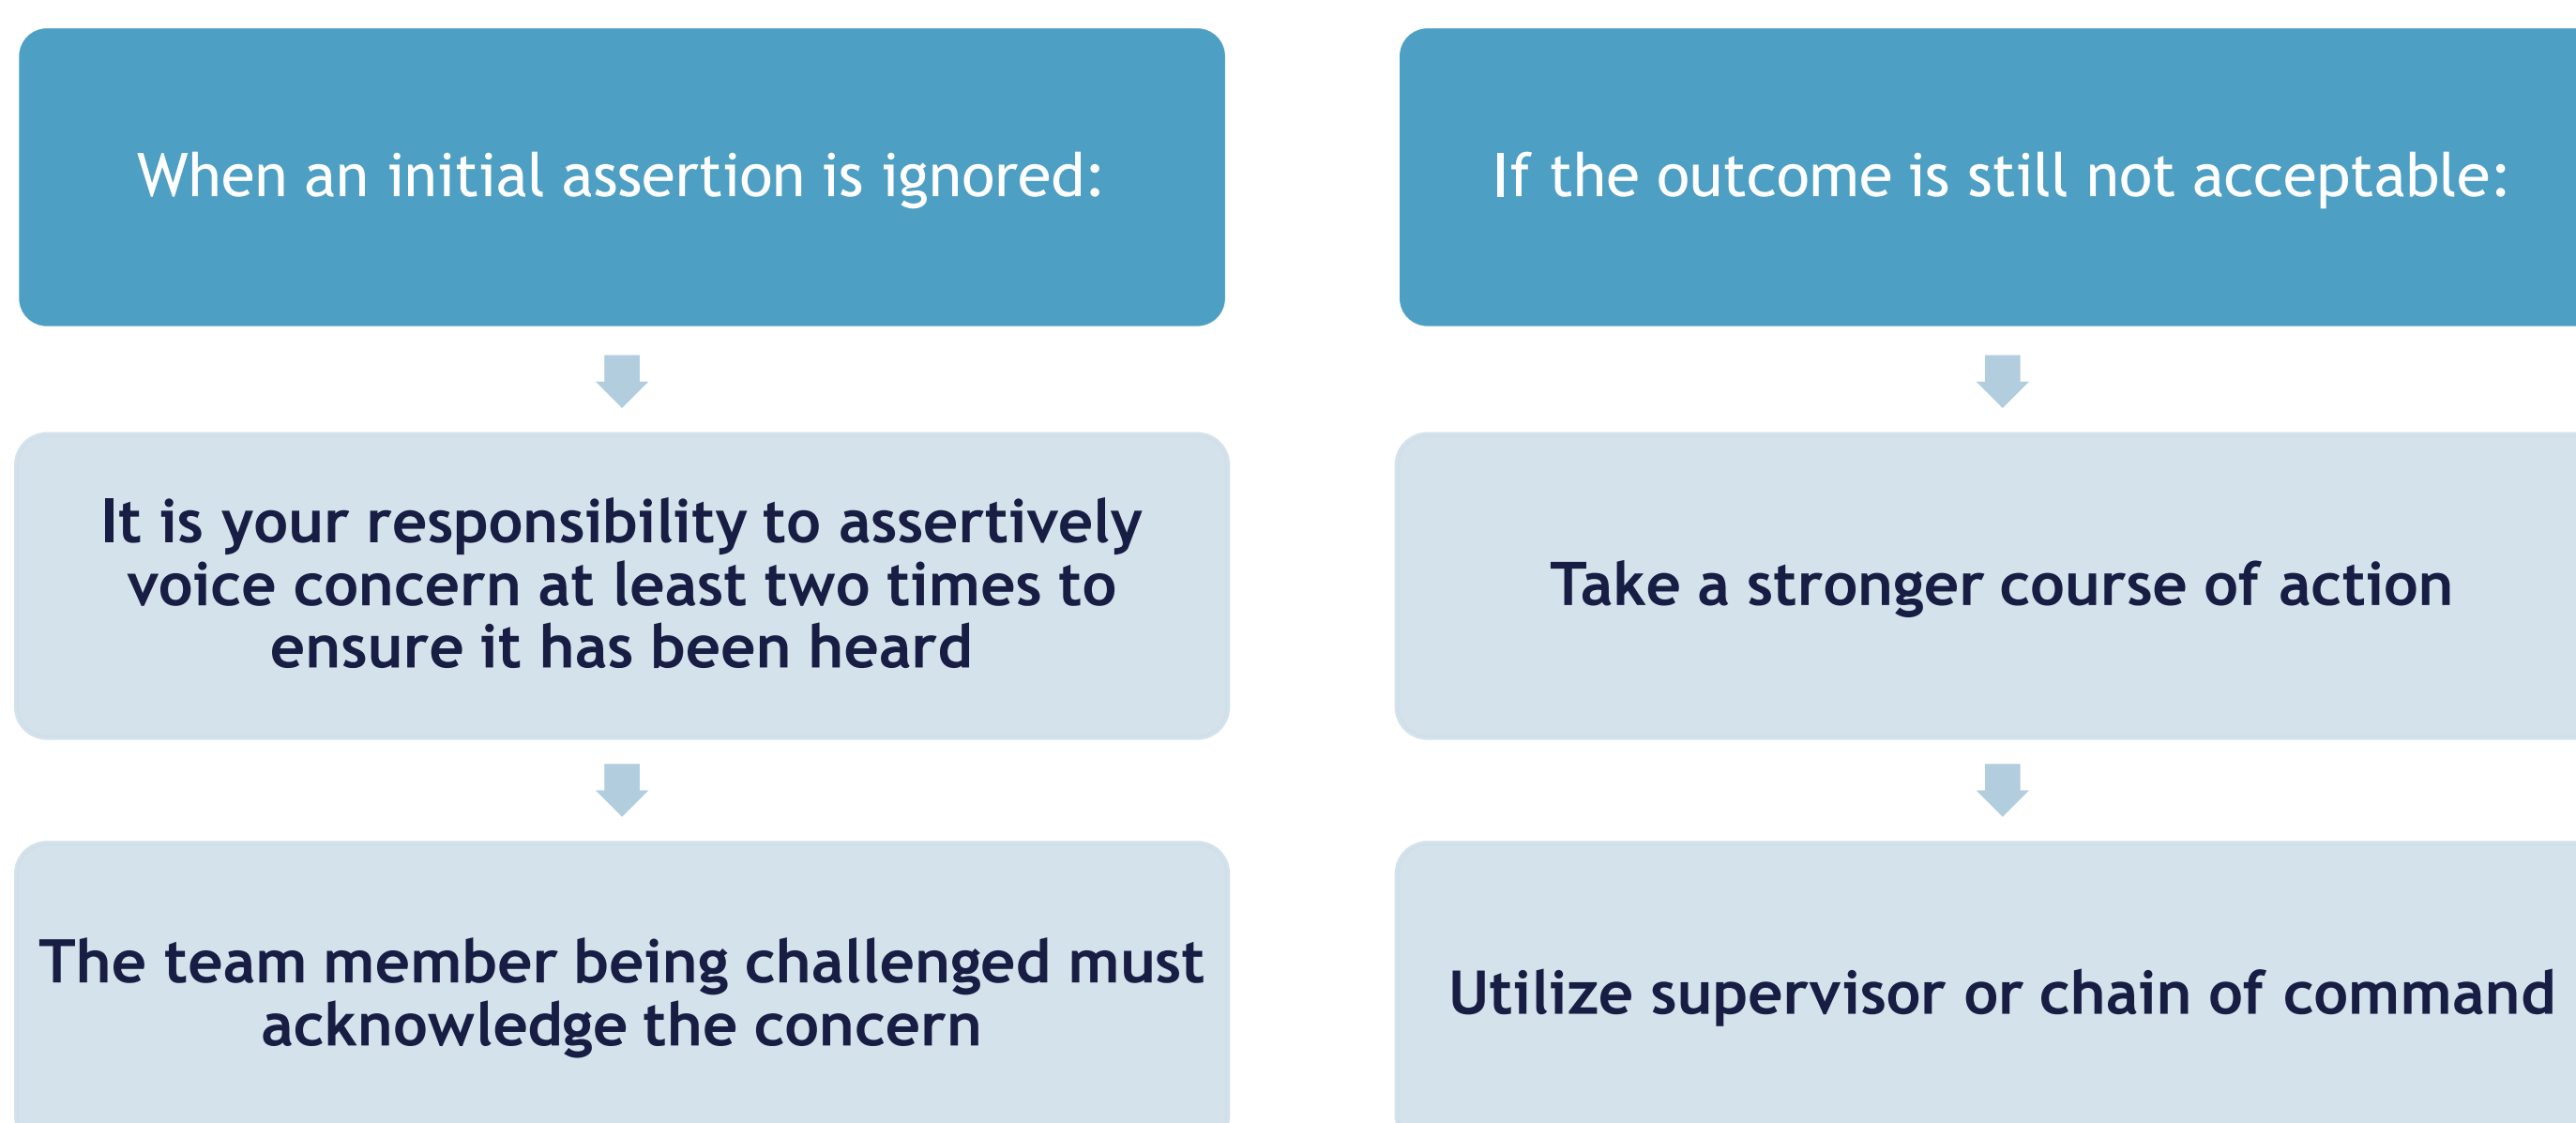 When an initial assertion is ignored:
It is your responsibility to assertively
voice concern at least two times to
ensure it has been heard
The team member being challenged must
acknowledge the concern
If the outcome is still not acceptable:
Take a stronger course of action
Utilize supervisor or chain of command